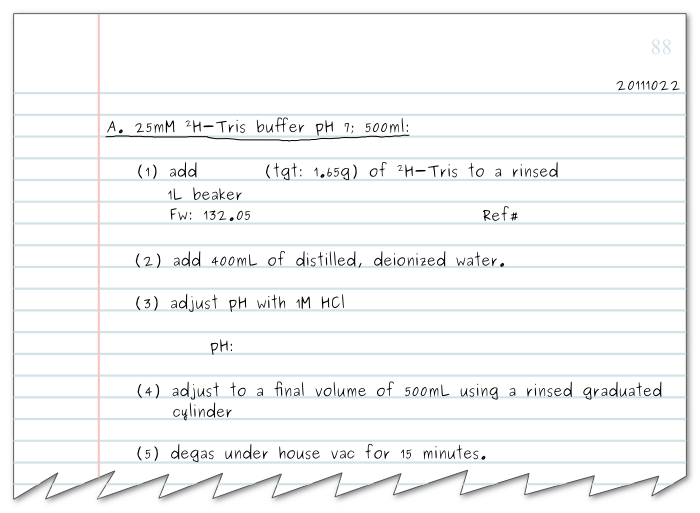 88
20111022
A. 25mM ²H-Tris buffer pH 7; 500ml:
(1) add (tgt: 1.65g) of ²H-Tris to a rinsed
1L beaker
Fw: 132.05 Ref#
(2) add 400mL of distilled, deionized water.
(3) adjust pH with 1M HCl
pH:
(4) adjust to a final volume of 500mL using a rinsed graduated
cylinder
(5) degas under house vac for 15 minutes.